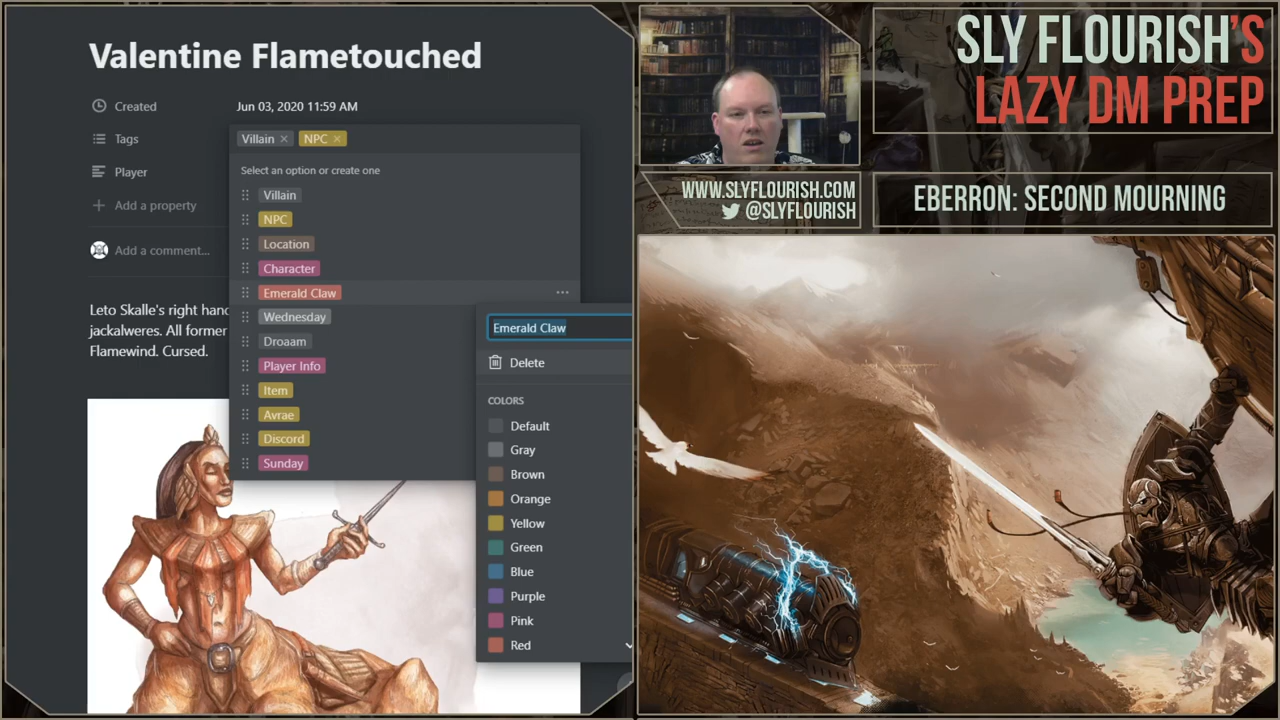 Valentine Flametouched
Created
Jun 03, 2020 11:59 AM
Tags
Villain × NPC ×
Player
Select an option or create one
Add a property
Villain
NPC
Add a comment...
Location
Character
Emerald Claw
Wednesday
Droaam
Player Info
Item
Avrae
Discord
Sunday
Emerald Claw
Delete
COLORS
Default
Gray
Brown
Orange
Yellow
Green
Blue
Purple
Pink
Red
Leto Skalle's right hand
jackalweres. All former
Flamewind. Cursed.
SLY FLOURISH'S
LAZY DM PREP
WWW.SLYFLOURISH.COM
@SLYFLOURISH
EBERRON: SECOND MOURNING